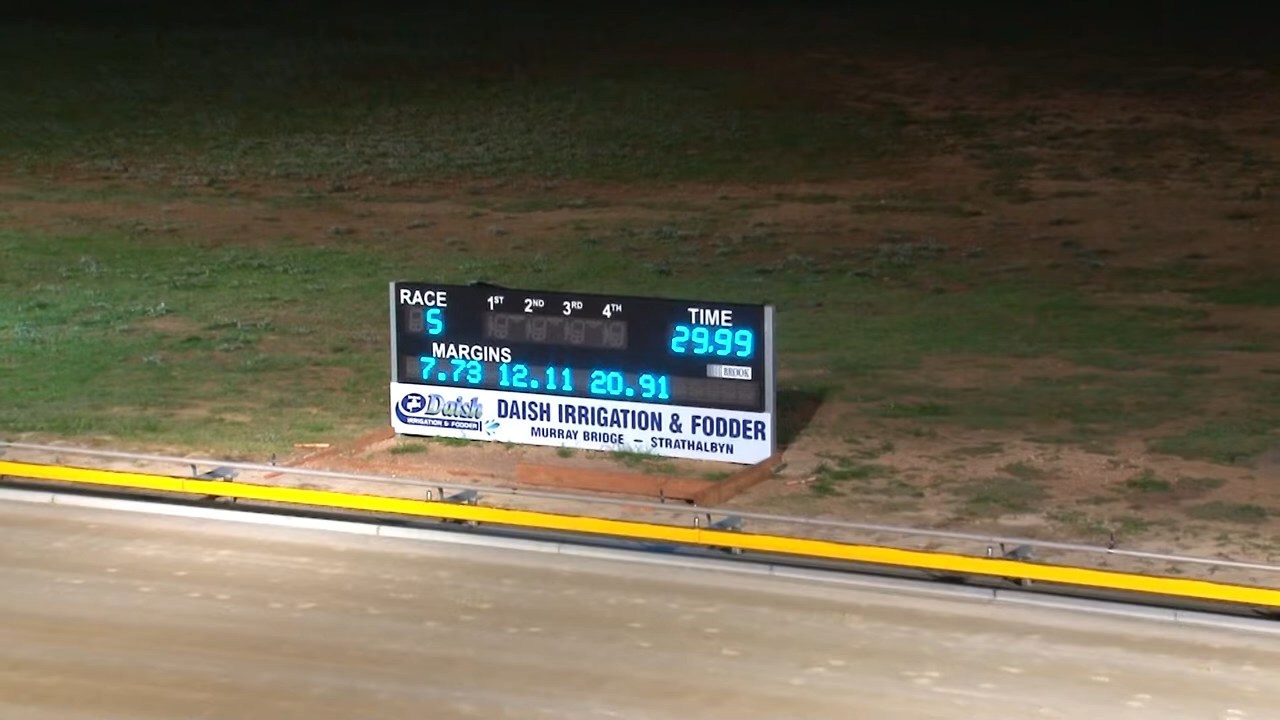 RACE 1ST 2ND 3RD 4TH TIME
5 29.99
MARGINS
7.73 12.11 20.91
BROOK
Daish
IRRIGATION & FODDER
DAISH IRRIGATION & FODDER
MURRAY BRIDGE – STRATHALBYN